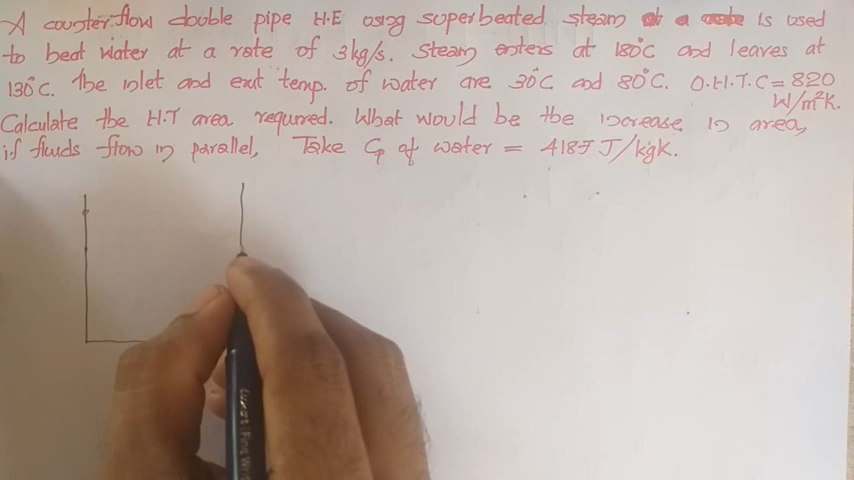 A counterflow double pipe H.E using superheated steam is used
to heat water at a rate of 3kg/s. Steam enters at 180°C and leaves at
130°C. The inlet and exit temp. of water are 30°C and 80°C. O.H.T.C = 820
W/m²K.
Calculate the H.T area required. What would be the increase in area,
if fluids flow in parallel, Take Cp of water = 4187 J/kgK.